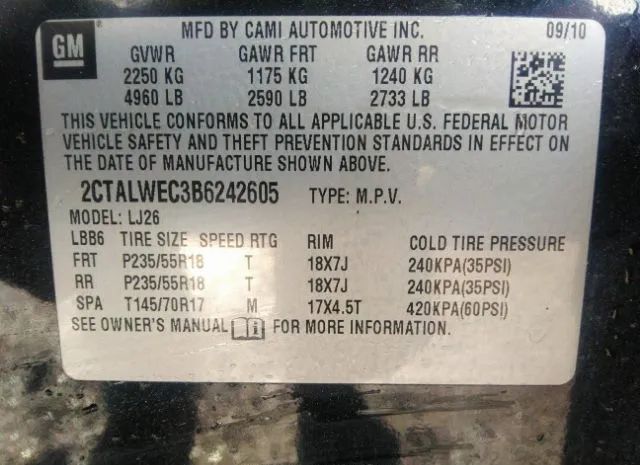 GM MFD BY CAMI AUTOMOTIVE INC. 09/10
GVWR GAWR FRT GAWR RR
2250 KG 1175 KG 1240 KG
4960 LB 2590 LB 2733 LB
THIS VEHICLE CONFORMS TO ALL APPLICABLE U.S. FEDERAL MOTOR
VEHICLE SAFETY AND THEFT PREVENTION STANDARDS IN EFFECT ON
THE DATE OF MANUFACTURE SHOWN ABOVE.
2CTALWEC3B6242605 TYPE: M.P.V.
MODEL: LJ26
LBB6 TIRE SIZE SPEED RTG RIM COLD TIRE PRESSURE
FRT P235/55R18 T 18X7J 240KPA(35PSI)
RR P235/55R18 T 18X7J 240KPA(35PSI)
SPA T145/70R17 M 17X4.5T 420KPA(60PSI)
SEE OWNER'S MANUAL i FOR MORE INFORMATION.